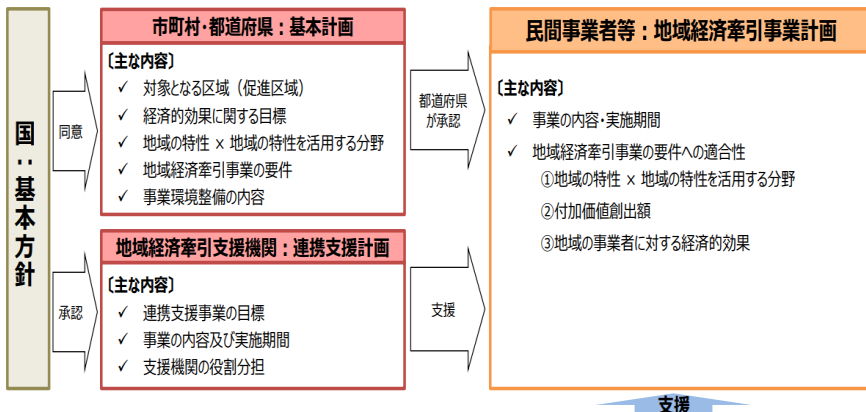 国：基本方針
同意
承認
市町村・都道府県：基本計画
〔主な内容〕
✓ 対象となる区域（促進区域）
✓ 経済的効果に関する目標
✓ 地域の特性 × 地域の特性を活用する分野
✓ 地域経済牽引事業の要件
✓ 事業環境整備の内容
地域経済牽引支援機関：連携支援計画
〔主な内容〕
✓ 連携支援事業の目標
✓ 事業の内容及び実施期間
✓ 支援機関の役割分担
都道府県
が承認
支援
民間事業者等：地域経済牽引事業計画
〔主な内容〕
✓ 事業の内容・実施期間
✓ 地域経済牽引事業の要件への適合性
①地域の特性 × 地域の特性を活用する分野
②付加価値創出額
③地域の事業者に対する経済的効果
支援